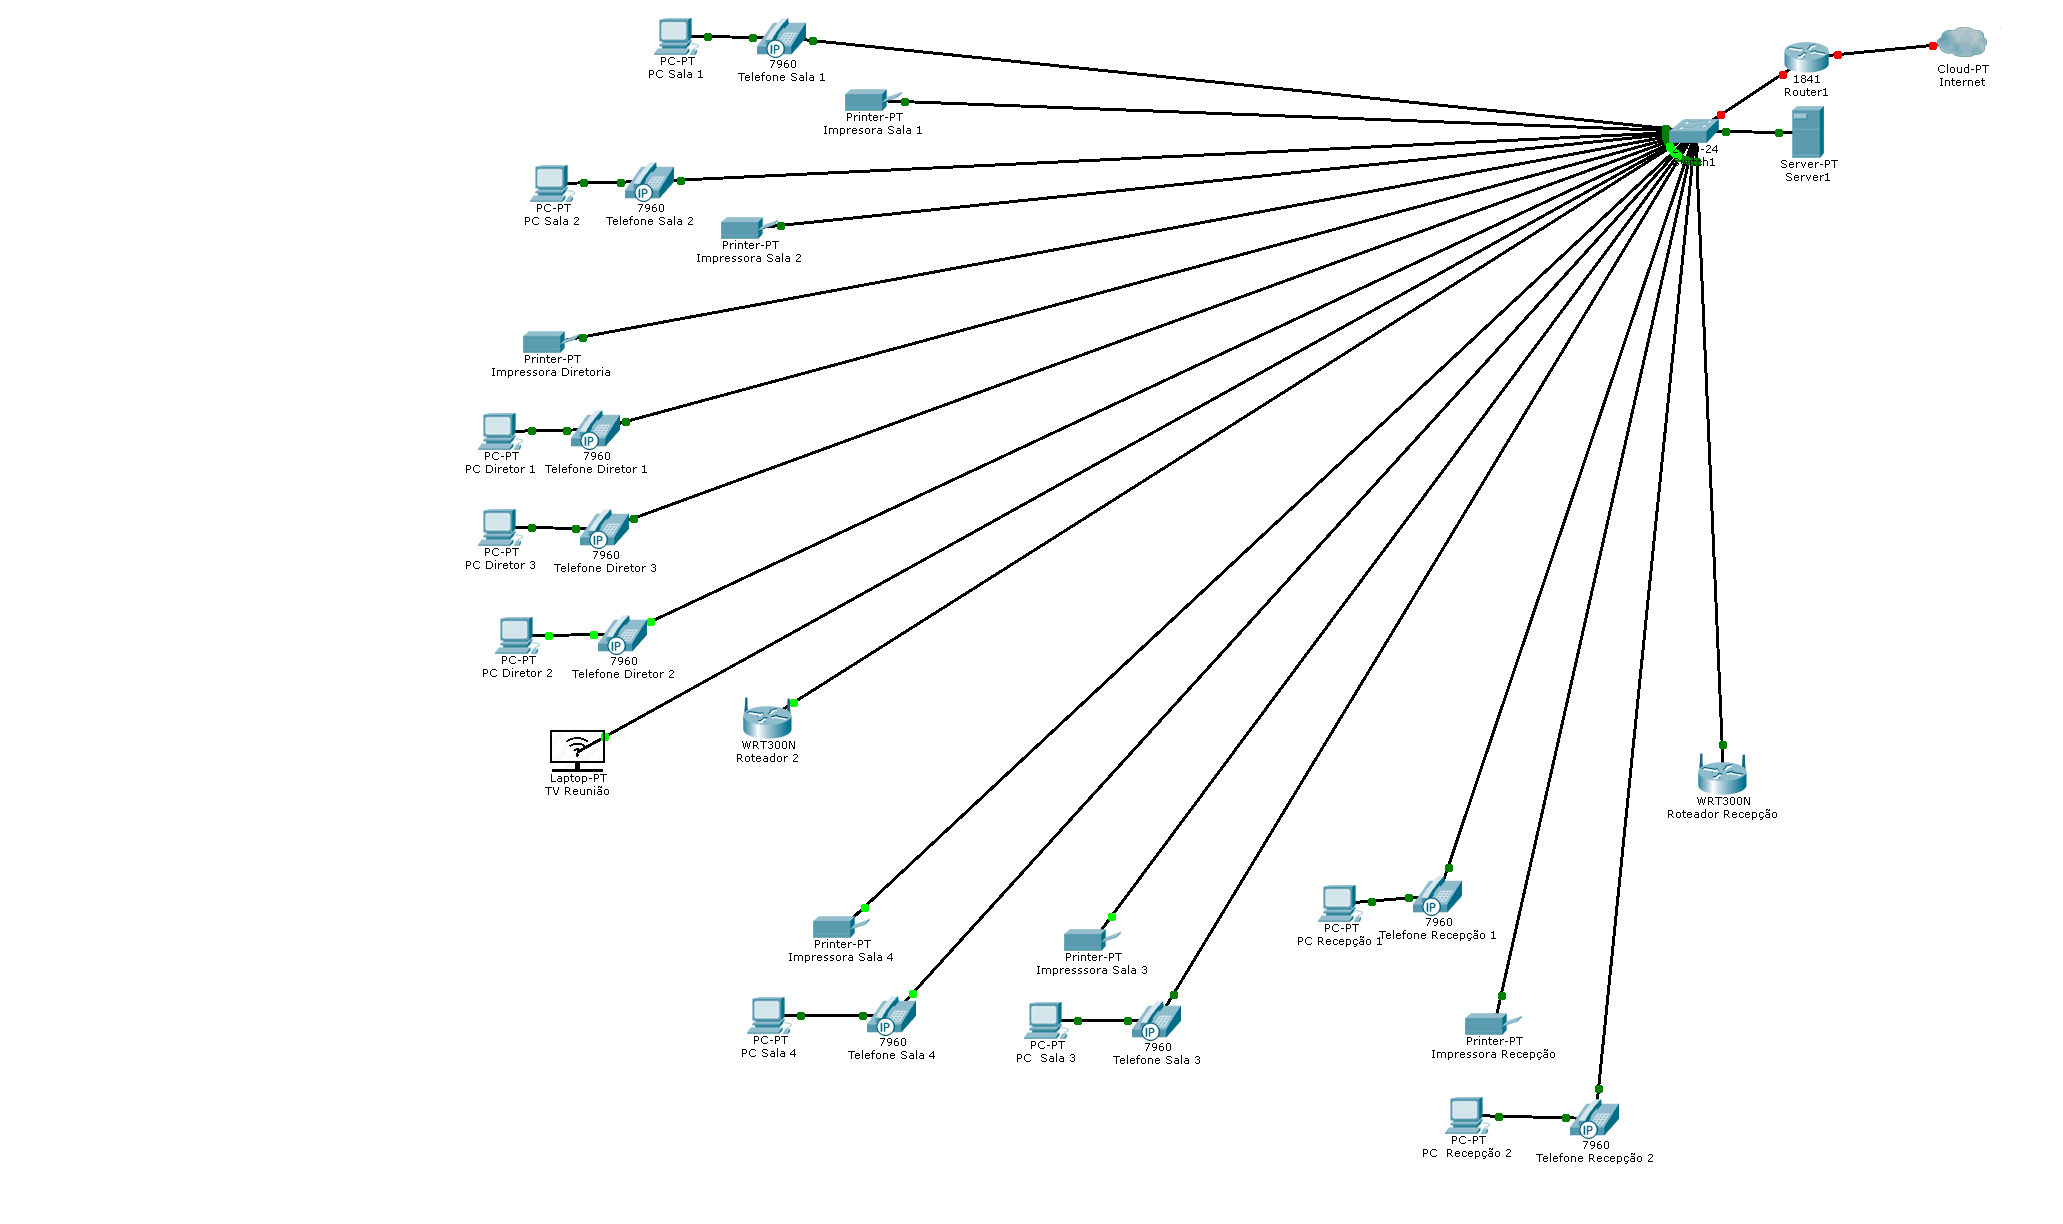 PC-PT
PC Sala 1
IP
7960
Telefone Sala 1
Printer-PT
Impresora Sala 1
1841
Router1
Cloud-PT
Internet
-24
Server-PT
Server1
PC-PT
PC Sala 2
IP
7960
Telefone Sala 2
Printer-PT
Impressora Sala 2
Printer-PT
Impressora Diretoria
PC-PT
PC Diretor 1
IP
7960
Telefone Diretor 1
PC-PT
PC Diretor 3
IP
7960
Telefone Diretor 3
PC-PT
PC Diretor 2
IP
7960
Telefone Diretor 2
Laptop-PT
TV Reunião
WRT300N
Roteador 2
WRT300N
Roteador Recepção
Printer-PT
Impressora Sala 4
PC-PT
PC Sala 4
IP
7960
Telefone Sala 4
Printer-PT
Impresssora Sala 3
PC-PT
PC  Sala 3
IP
7960
Telefone Sala 3
PC-PT
PC Recepção 1
IP
7960
Telefone Recepção 1
Printer-PT
Impressora Recepção
PC-PT
PC  Recepção 2
IP
7960
Telefone Recepção 2